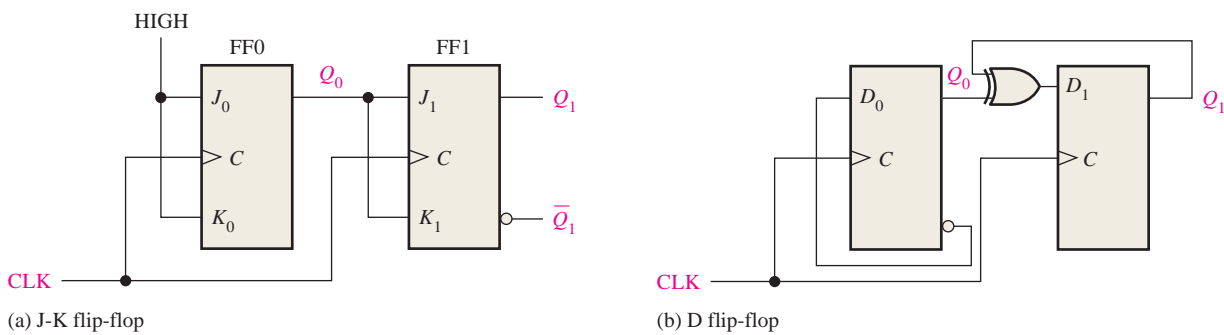 HIGH
FF0
FF1
Q0
J0
J1
Q1
C
C
K0
K1
Q̅1
CLK
(a) J-K flip-flop
Q0
D0
D1
Q1
C
C
CLK
(b) D flip-flop